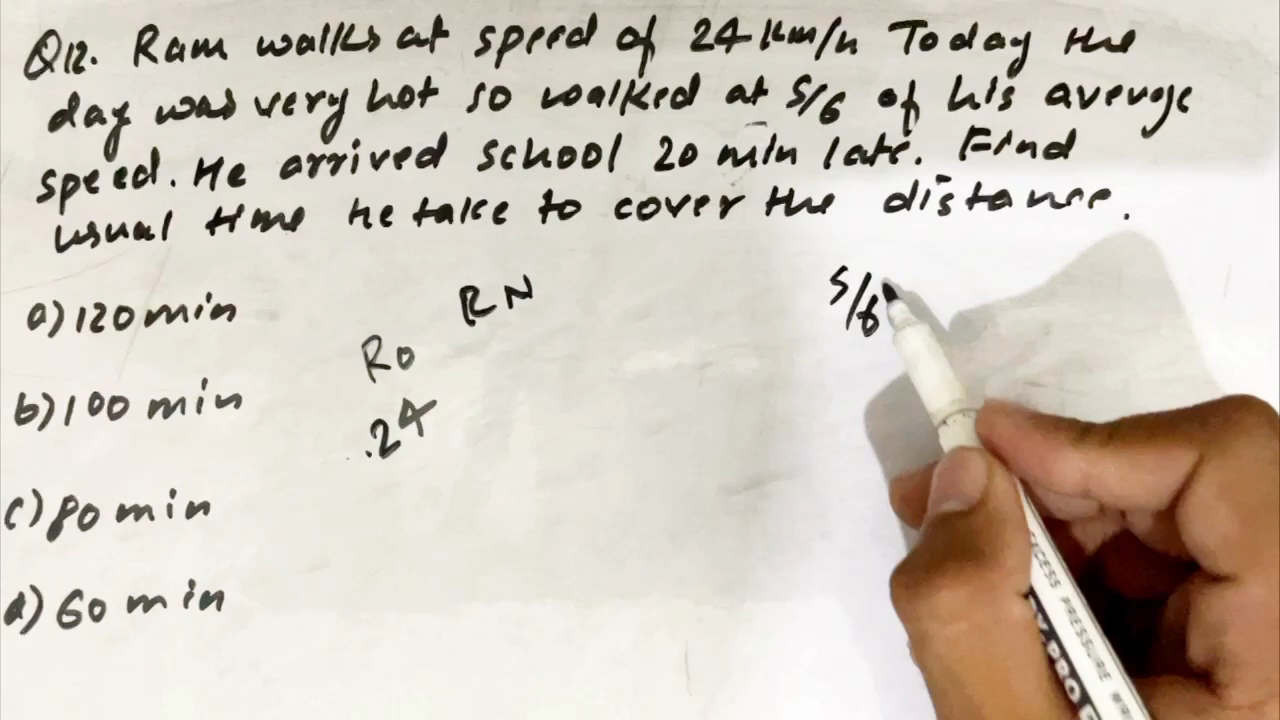 Q12. Ram walks at speed of 24 km/h Today the
day was very hot so walked at 5/6 of his average
speed. He arrived school 20 min late. Find
usual time he take to cover the distance.
a) 120 min
b) 100 min
c) 80 min
d) 60 min
RN
Ro
24
5/6